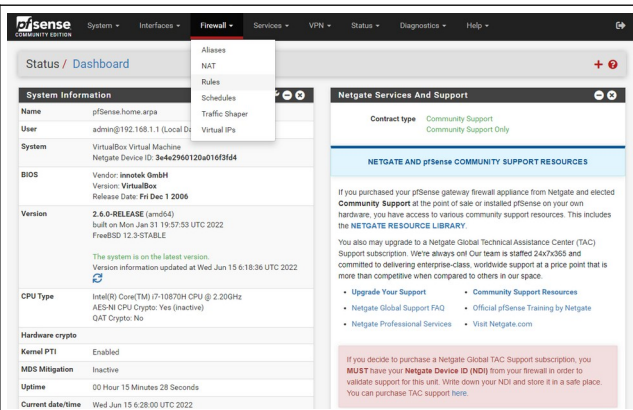 pfsense
COMMUNITY EDITION
System Interfaces Firewall Services VPN Status Diagnostics Help
Aliases
NAT
Rules
Schedules
Traffic Shaper
Virtual IPs
Status / Dashboard
System Information
Name pfSense.home.arpa
User admin@192.168.1.1 (Local Da
System VirtualBox Virtual Machine
Netgate Device ID: 3e4e2960120a016f3fd4
BIOS Vendor: innotek GmbH
Version: VirtualBox
Release Date: Fri Dec 1 2006
Version 2.6.0-RELEASE (amd64)
built on Mon Jan 31 19:57:53 UTC 2022
FreeBSD 12.3-STABLE
The system is on the latest version.
Version information updated at Wed Jun 15 6:18:36 UTC 2022
CPU Type Intel(R) Core(TM) i7-10870H CPU @ 2.20GHz
AES-NI CPU Crypto: Yes (inactive)
QAT Crypto: No
Hardware crypto
Kernel PTI Enabled
MDS Mitigation Inactive
Uptime 00 Hour 15 Minutes 28 Seconds
Current date/time Wed Jun 15 6:28:00 UTC 2022
Netgate Services And Support
Contract type Community Support
Community Support Only
NETGATE AND pfSense COMMUNITY SUPPORT RESOURCES
If you purchased your pfSense gateway firewall appliance from Netgate and elected
Community Support at the point of sale or installed pfSense on your own
hardware, you have access to various community support resources. This includes
the NETGATE RESOURCE LIBRARY.
You also may upgrade to a Netgate Global Technical Assistance Center (TAC)
Support subscription. We're always on! Our team is staffed 24x7x365 and
committed to delivering enterprise-class, worldwide support at a price point that is
more than competitive when compared to others in our space.
• Upgrade Your Support • Community Support Resources
• Netgate Global Support FAQ • Official pfSense Training by Netgate
• Netgate Professional Services • Visit Netgate.com
If you decide to purchase a Netgate Global TAC Support subscription, you
MUST have your Netgate Device ID (NDI) from your firewall in order to
validate support for this unit. Write down your NDI and store it in a safe place.
You can purchase TAC support here.